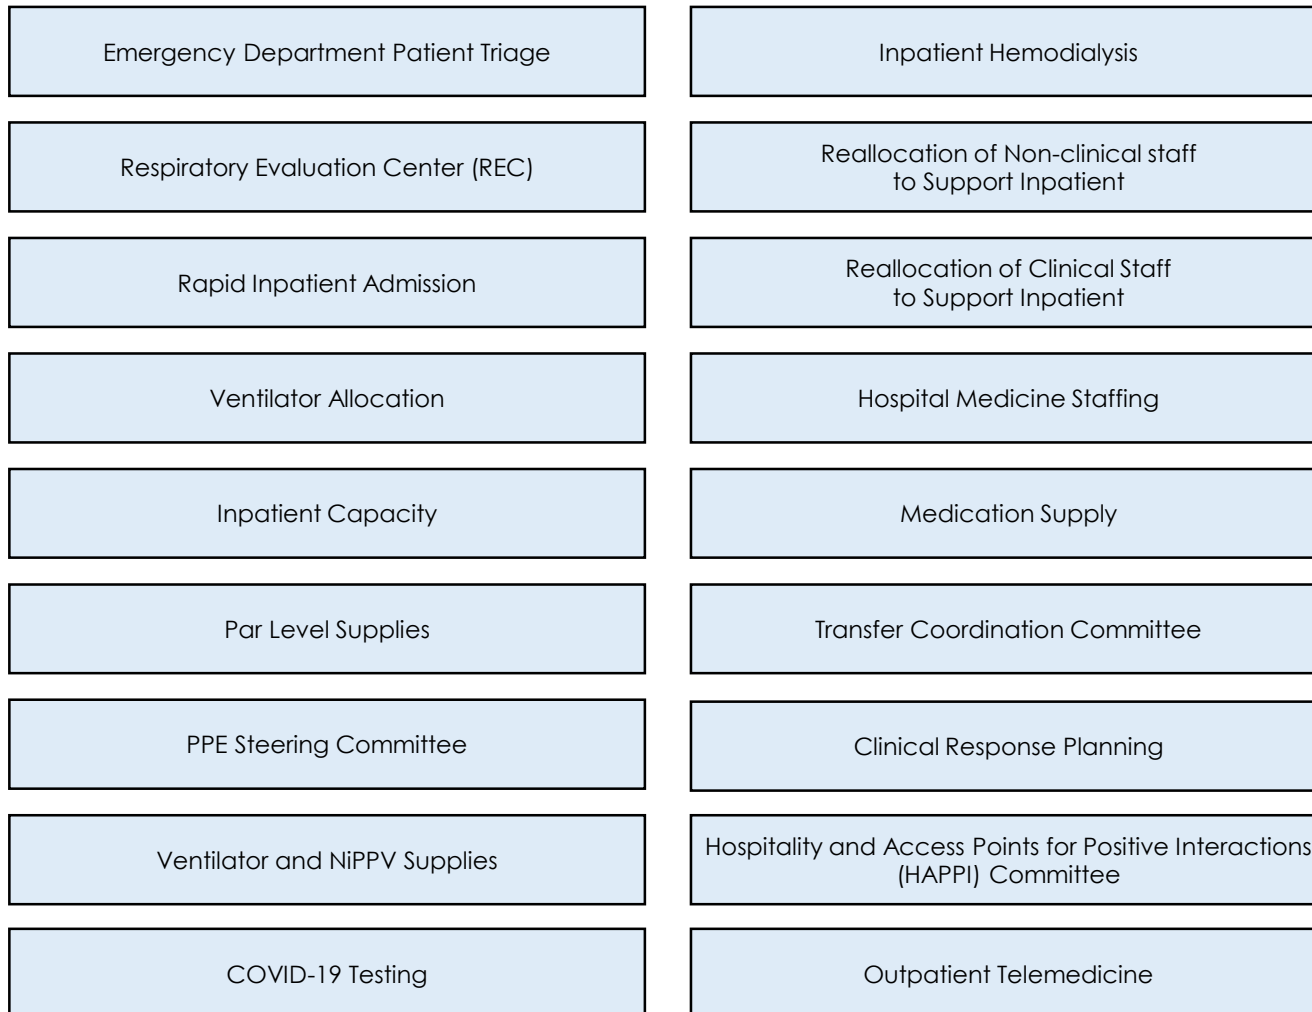 Emergency Department Patient Triage
Inpatient Hemodialysis
Respiratory Evaluation Center (REC)
Reallocation of Non-clinical staff
to Support Inpatient
Rapid Inpatient Admission
Reallocation of Clinical Staff
to Support Inpatient
Ventilator Allocation
Hospital Medicine Staffing
Inpatient Capacity
Medication Supply
Par Level Supplies
Transfer Coordination Committee
PPE Steering Committee
Clinical Response Planning
Ventilator and NiPPV Supplies
Hospitality and Access Points for Positive Interactions
(HAPPI) Committee
COVID-19 Testing
Outpatient Telemedicine